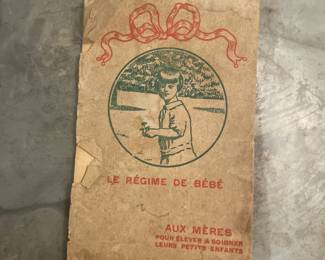 LE RÉGIME DE BÉBÉ
AUX MÈRES
POUR ÉLEVER & SOIGNER
LEURS PETITS ENFANTS